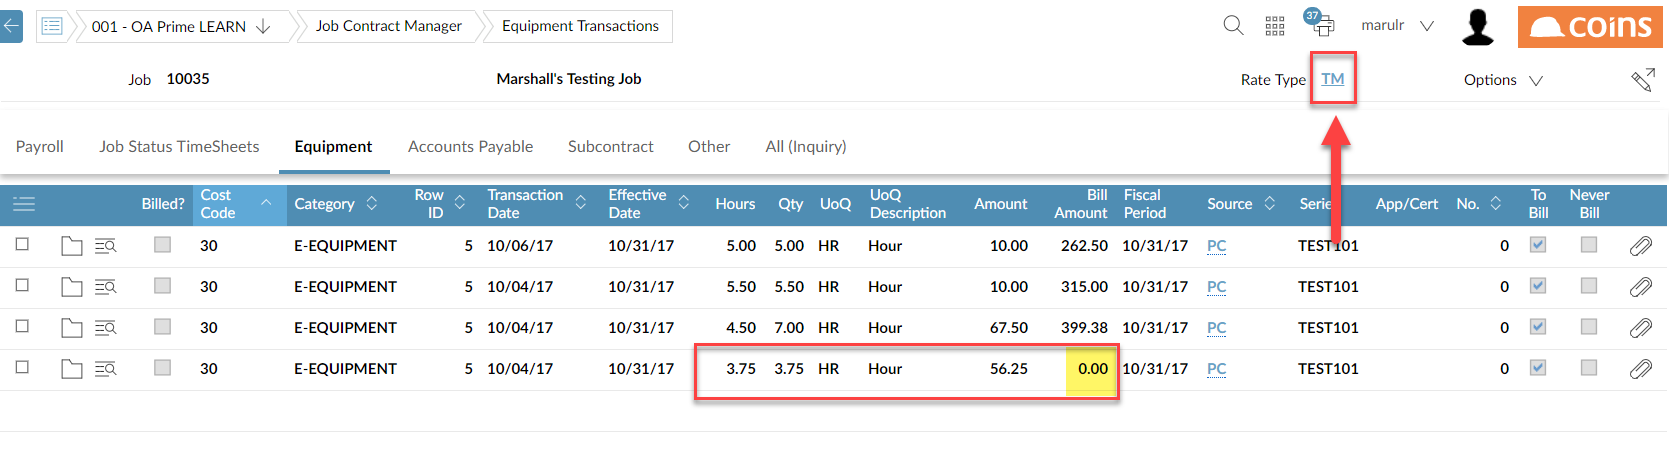 001 - OA Prime LEARN Job Contract Manager Equipment Transactions 37 marulr coins
Job 10035 Marshall's Testing Job Rate Type TM Options
Payroll Job Status TimeSheets Equipment Accounts Payable Subcontract Other All (Inquiry)
Billed? Cost Code Category Row ID Transaction Date Effective Date Hours Qty UoQ UoQ Description Amount Bill Amount Fiscal Period Source Serie App/Cert No. To Bill Never Bill
30 E-EQUIPMENT 5 10/06/17 10/31/17 5.00 5.00 HR Hour 10.00 262.50 10/31/17 PC TEST101 0
30 E-EQUIPMENT 5 10/04/17 10/31/17 5.50 5.50 HR Hour 10.00 315.00 10/31/17 PC TEST101 0
30 E-EQUIPMENT 5 10/04/17 10/31/17 4.50 7.00 HR Hour 67.50 399.38 10/31/17 PC TEST101 0
30 E-EQUIPMENT 5 10/04/17 10/31/17 3.75 3.75 HR Hour 56.25 0.00 10/31/17 PC TEST101 0